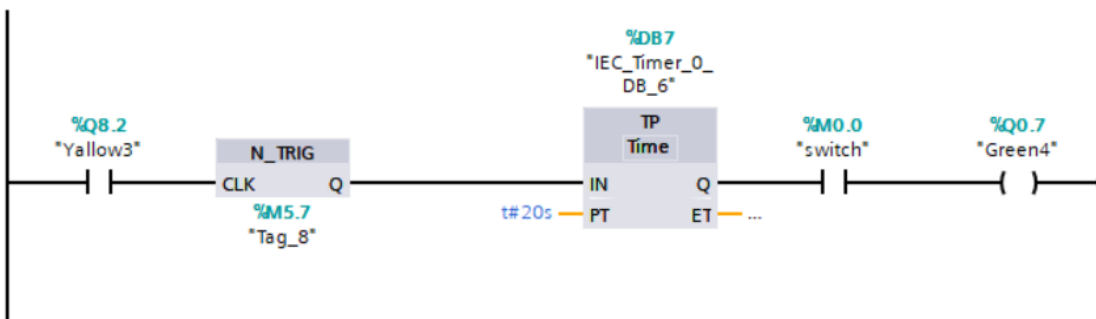 %DB7
"IEC_Timer_0_
DB_6"
%Q8.2
"Yallow3"
N_TRIG
CLK Q
%M5.7
"Tag_8"
TP
Time
IN Q
t#20s PT ET ...
%M0.0
"switch"
%Q0.7
"Green4"